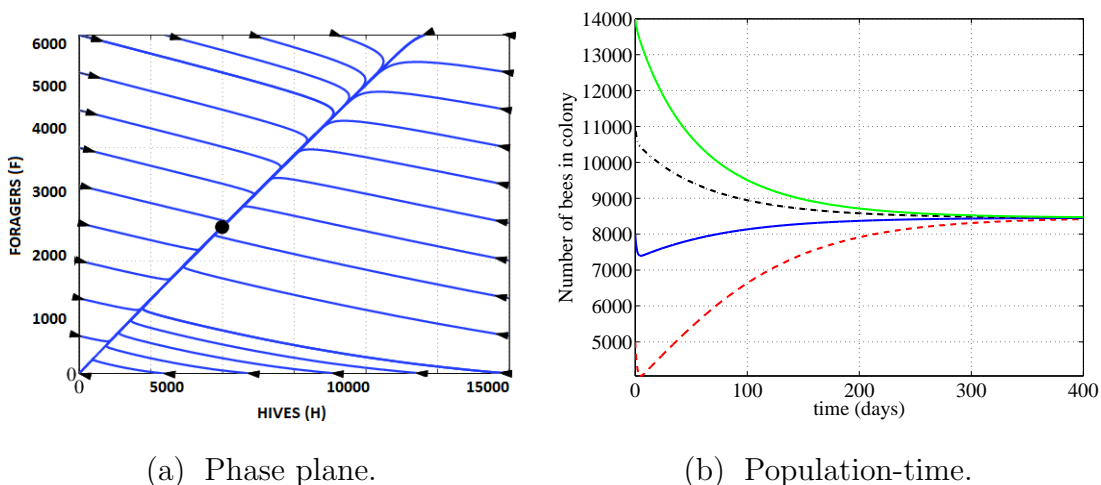 6000
5000
4000
3000
2000
1000
0
FORAGERS (F)
0 5000 10000 15000
HIVES (H)
(a) Phase plane.
14000
13000
12000
11000
10000
9000
8000
7000
6000
5000
Number of bees in colony
0 100 200 300 400
time (days)
(b) Population-time.